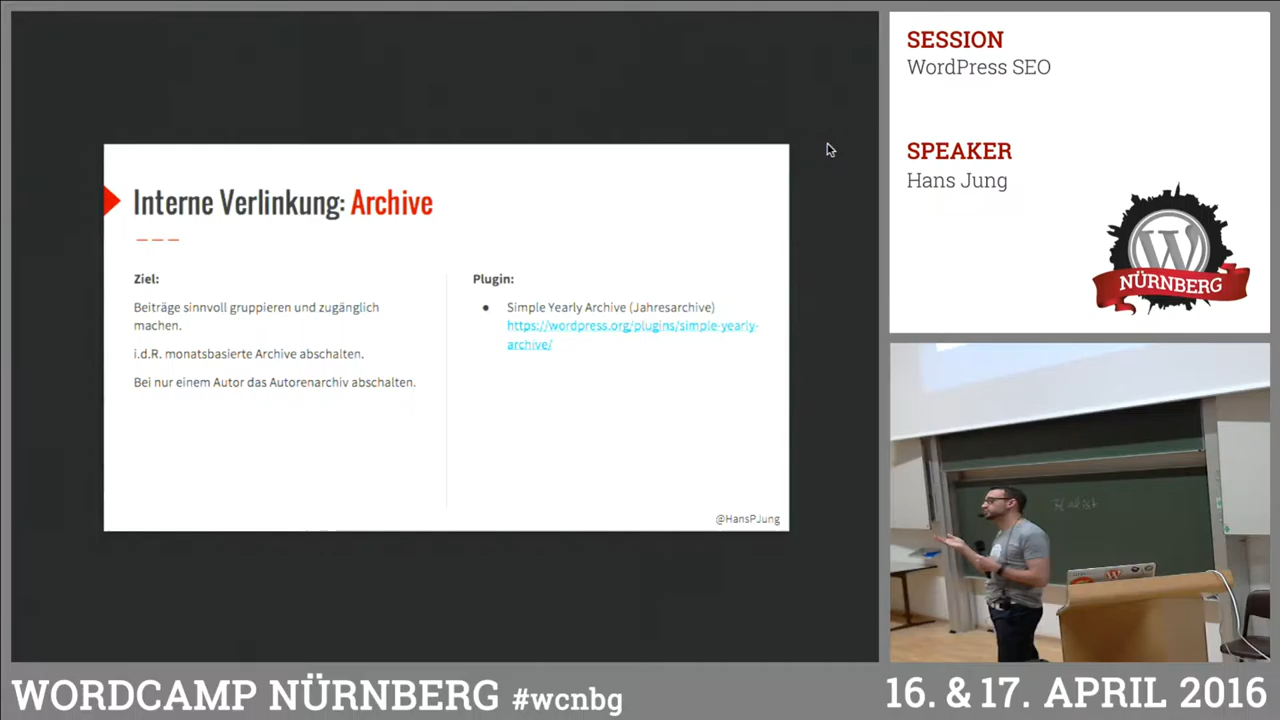 Interne Verlinkung: Archive
Ziel:
Beiträge sinnvoll gruppieren und zugänglich
machen.
i.d.R. monatsbasierte Archive abschalten.
Bei nur einem Autor das Autorenarchiv abschalten.
Plugin:
● Simple Yearly Archive (Jahresarchive)
https://wordpress.org/plugins/simple-yearly-
archive/
@HansPJung
SESSION
WordPress SEO
SPEAKER
Hans Jung
W
NÜRNBERG
WORDCAMP NÜRNBERG #wcnbg
16. & 17. APRIL 2016